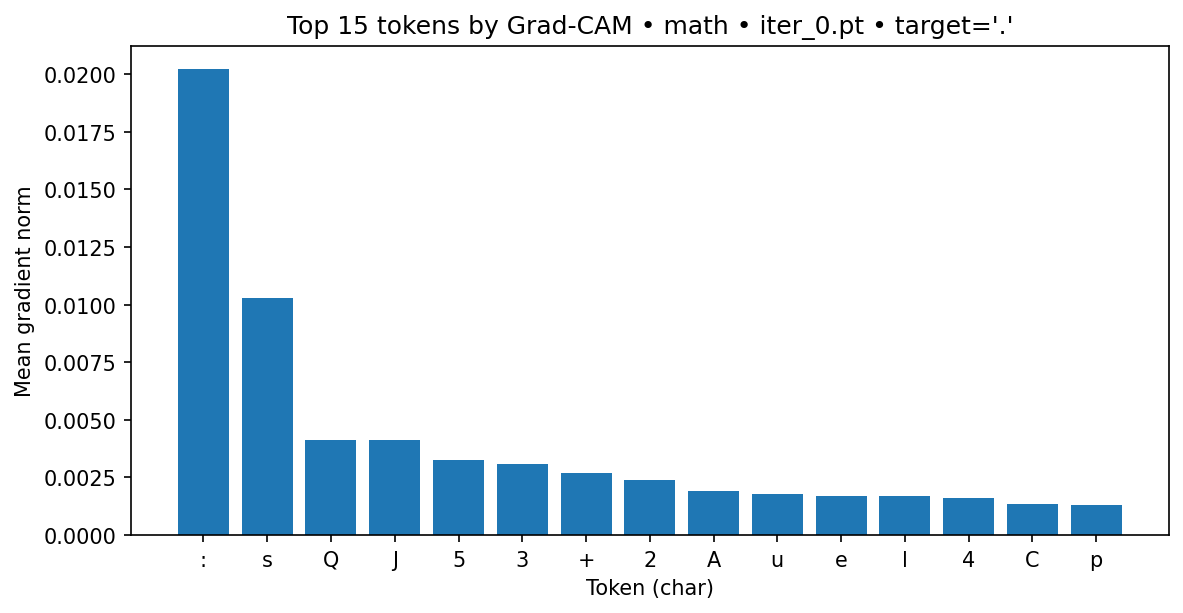 Top 15 tokens by Grad-CAM • math • iter_0.pt • target='.'
Mean gradient norm
0.0200
0.0175
0.0150
0.0125
0.0100
0.0075
0.0050
0.0025
0.0000
: s Q J 5 3 + 2 A u e l 4 C p
Token (char)